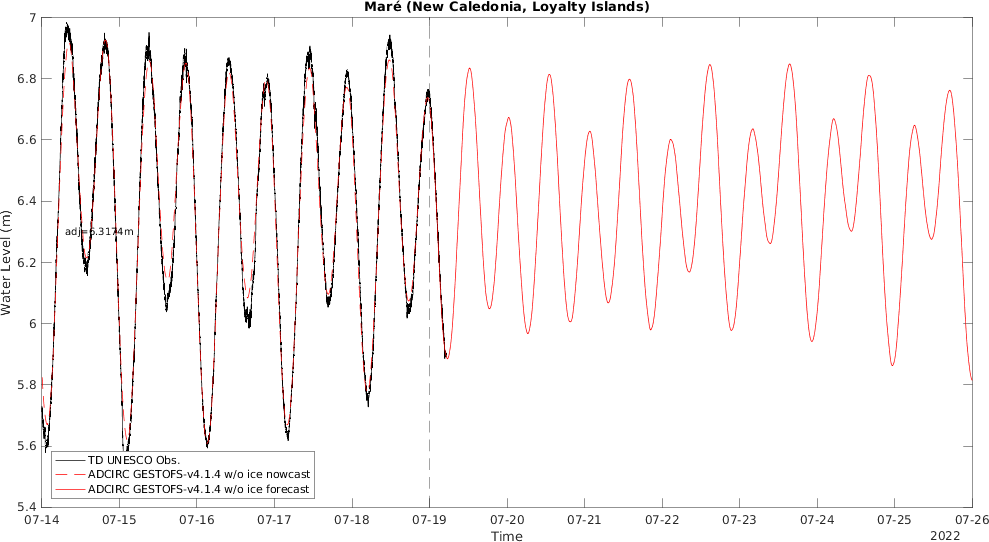 Maré (New Caledonia, Loyalty Islands)
7
6.8
6.6
6.4
6.2
6
5.8
5.6
5.4
Water Level (m)
adj=6.3174m
TD UNESCO Obs.
ADCIRC GESTOFS-v4.1.4 w/o ice nowcast
ADCIRC GESTOFS-v4.1.4 w/o ice forecast
07-14 07-15 07-16 07-17 07-18 07-19 07-20 07-21 07-22 07-23 07-24 07-25 07-26
Time
2022